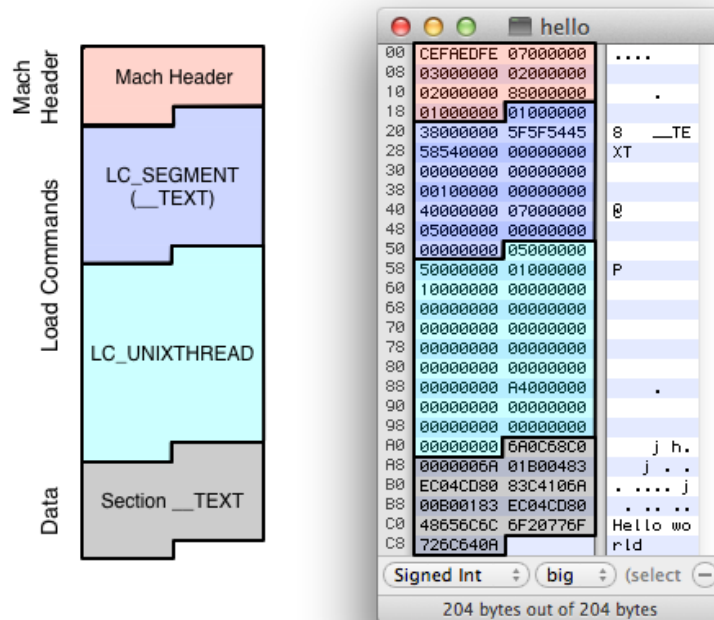 Mach Header
Mach Header
Load Commands
LC_SEGMENT
(__TEXT)
LC_UNIXTHREAD
Data
Section __TEXT
hello
00 CEFAEDFE 07000000 ....
08 03000000 02000000
10 02000000 88000000 .
18 01000000 01000000
20 38000000 5F5F5445 8 __TE
28 58540000 00000000 XT
30 00000000 00000000
38 00100000 00000000
40 40000000 07000000 @
48 05000000 00000000
50 00000000 05000000
58 50000000 01000000 P
60 10000000 00000000
68 00000000 00000000
70 00000000 00000000
78 00000000 00000000
80 00000000 00000000
88 00000000 A4000000 .
90 00000000 00000000
98 00000000 00000000
A0 00000000 6A0C68C0 j h.
A8 0000006A 01B00483 j . .
B0 EC04CD80 83C4106A . .... j
B8 00B00183 EC04CD80 . .. ..
C0 48656C6C 6F20776F Hello wo
C8 726C640A rld
Signed Int big (select
204 bytes out of 204 bytes